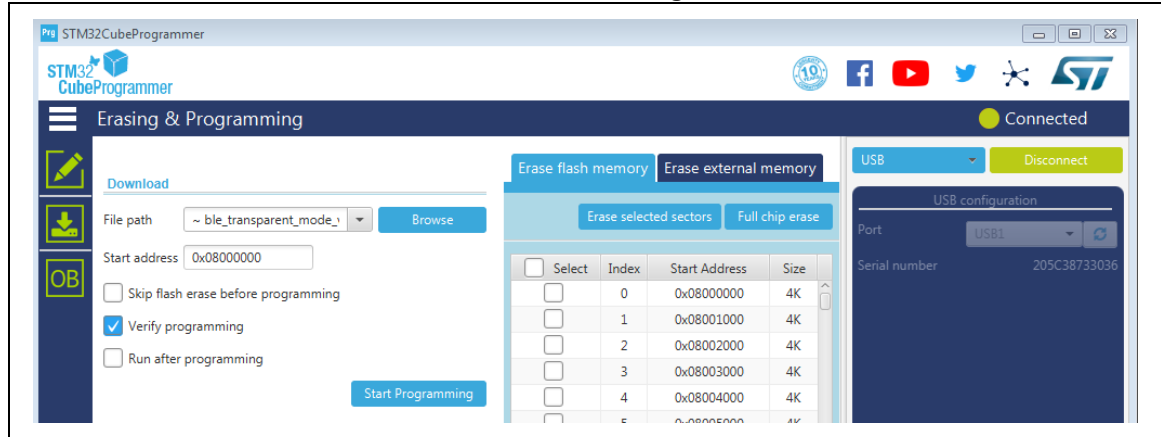 Prg STM32CubeProgrammer
STM32
CubeProgrammer
10
Erasing & Programming
Connected
Download
File path ~ ble_transparent_mode_ Browse
Start address 0x08000000
Skip flash erase before programming
Verify programming
Run after programming
Start Programming
OB
Erase flash memory Erase external memory
Erase selected sectors Full chip erase
Select Index Start Address Size
0 0x08000000 4K
1 0x08001000 4K
2 0x08002000 4K
3 0x08003000 4K
4 0x08004000 4K
USB Disconnect
USB configuration
Port USB1
Serial number 205C38733036